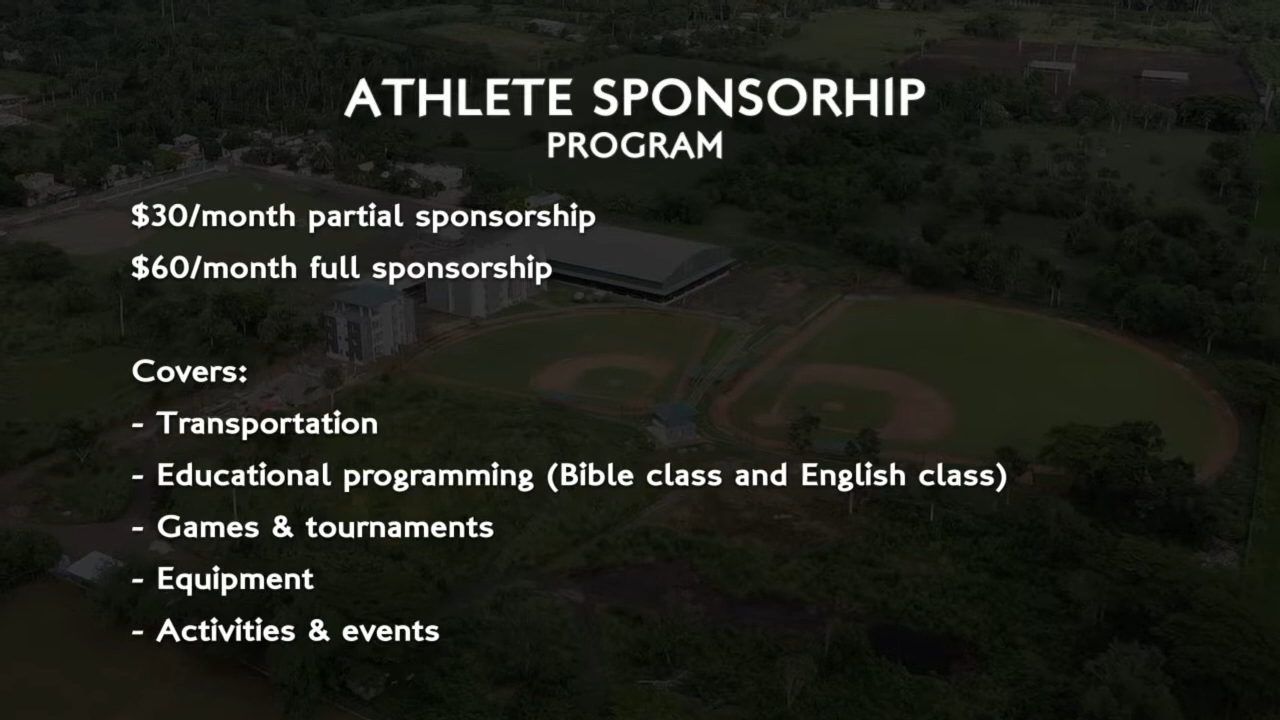 ATHLETE SPONSORHIP
PROGRAM
$30/month partial sponsorship
$60/month full sponsorship
Covers:
- Transportation
- Educational programming (Bible class and English class)
- Games & tournaments
- Equipment
- Activities & events